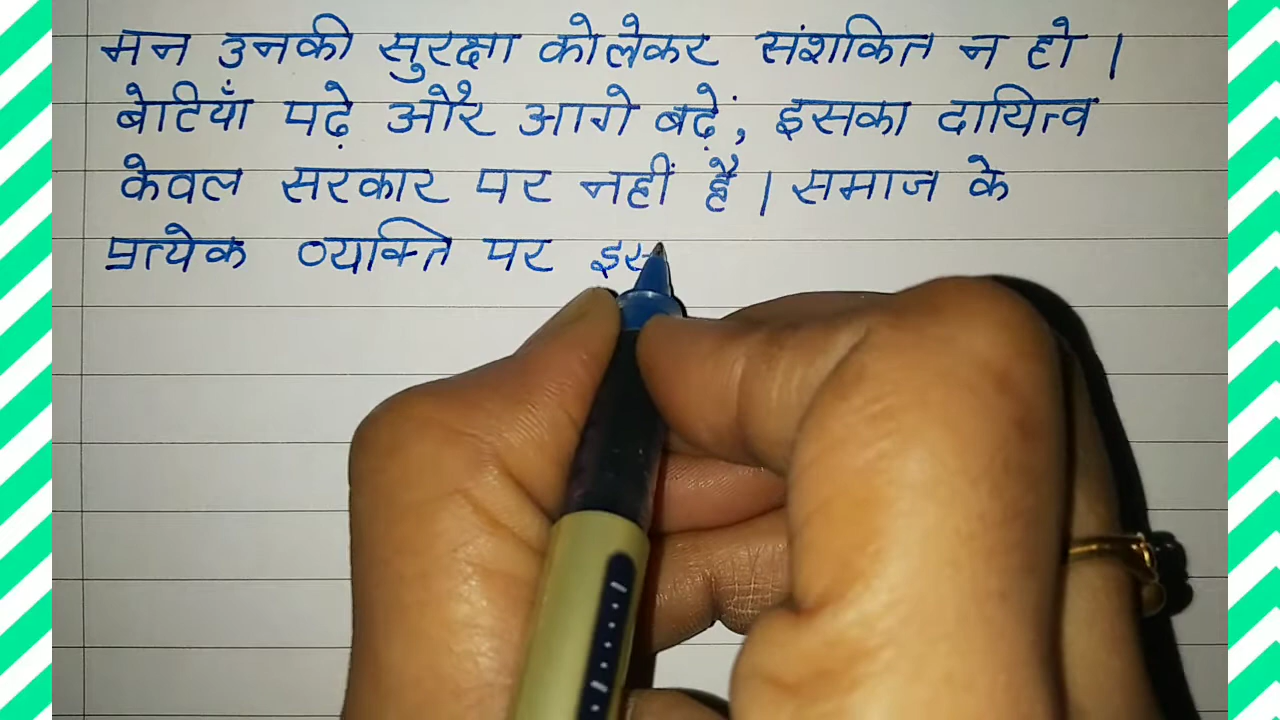 मन उनकी सुरक्षा को लेकर संशकित न हो ।
बेटियाँ पढ़े और आगे बढ़ें, इसका दायित्व
केवल सरकार पर नहीं है । समाज के
प्रत्येक व्यक्ति पर